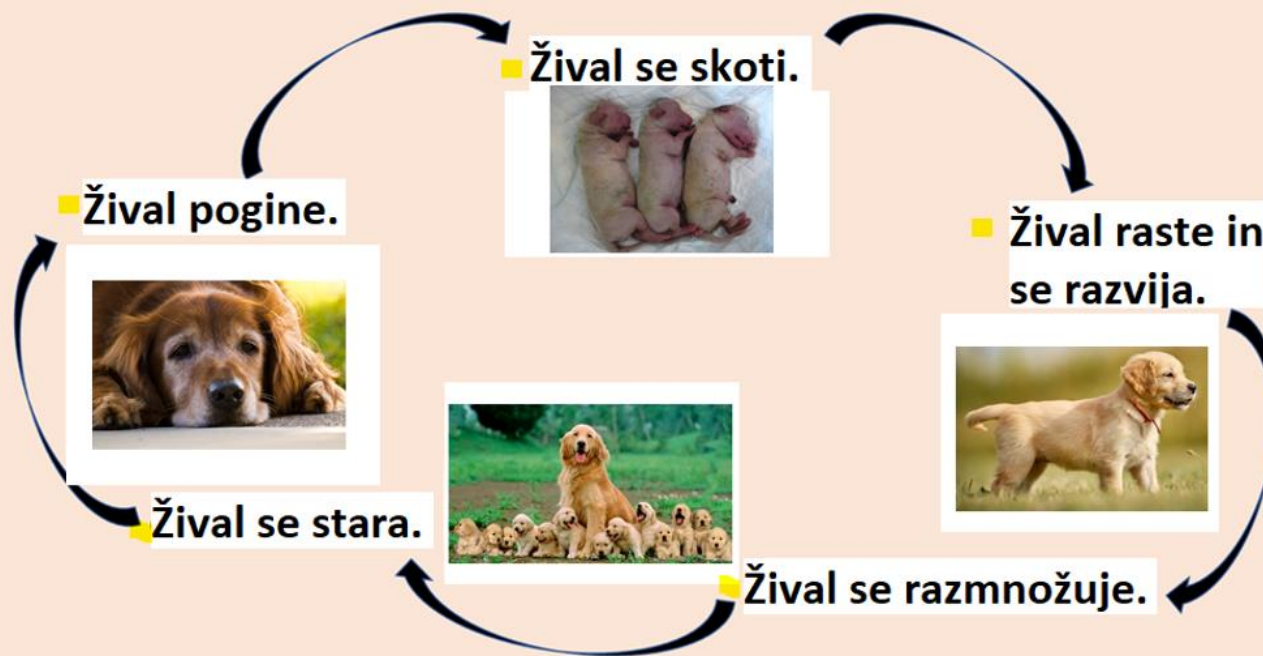 Žival se skoti.
Žival raste in
se razvija.
Žival se razmnožuje.
Žival se stara.
Žival pogine.